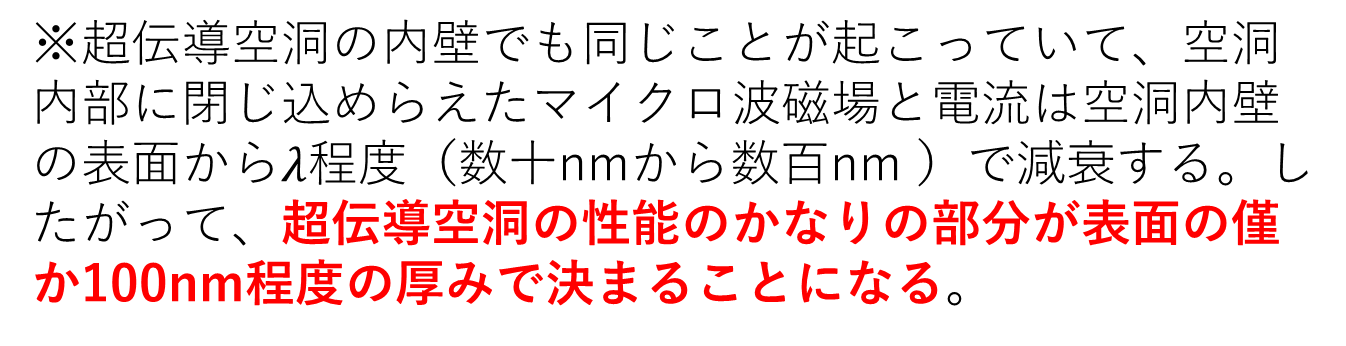 ※超伝導空洞の内壁でも同じことが起こっていて、空洞
内部に閉じ込めらえたマイクロ波磁場と電流は空洞内壁
の表面からλ程度（数十nmから数百nm ）で減衰する。し
たがって、超伝導空洞の性能のかなりの部分が表面の僅
か100nm程度の厚みで決まることになる。